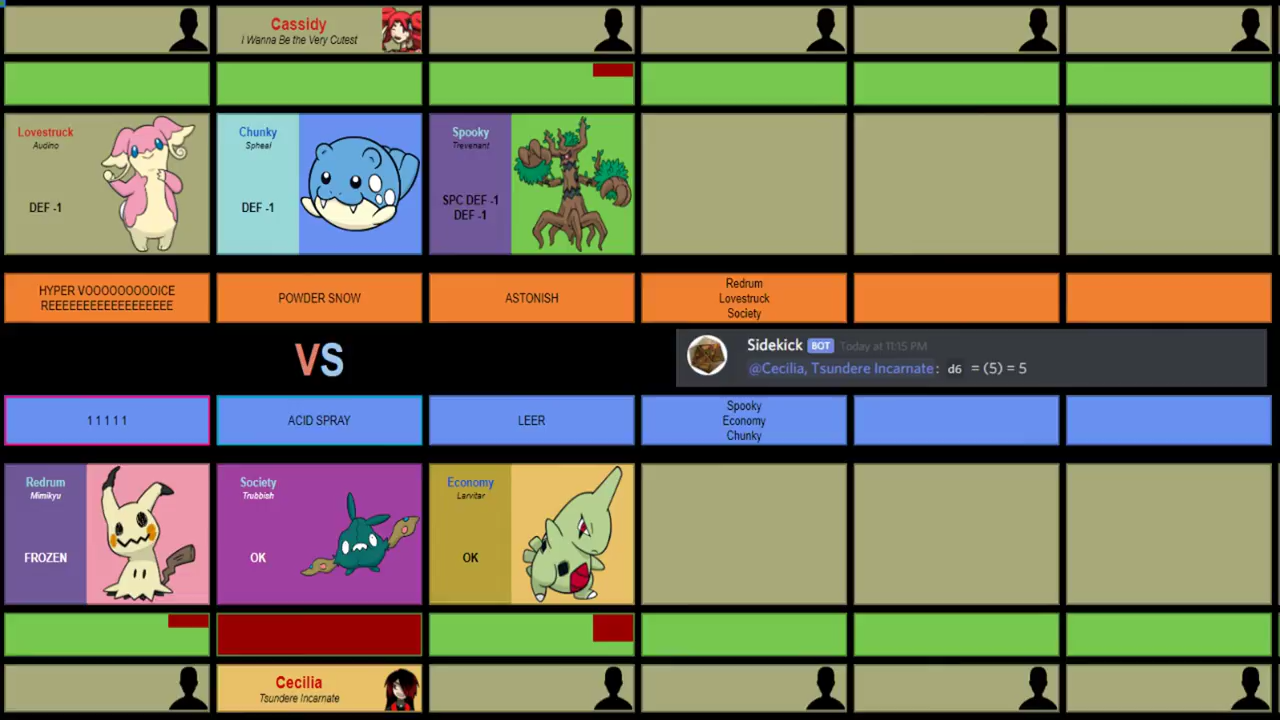 Cassidy
I Wanna Be the Very Cutest
Lovestruck
Audino
DEF -1
Chunky
Spheal
DEF -1
Spooky
Trevenant
SPC DEF -1
DEF -1
HYPER VOOOOOOOOOICE
REEEEEEEEEEEEEEEEEEE
POWDER SNOW
ASTONISH
Redrum
Lovestruck
Society
VS
Sidekick BOT Today at 11:15 PM
@Cecilia, Tsundere Incarnate: d6 = (5) = 5
1 1 1 1 1
ACID SPRAY
LEER
Spooky
Economy
Chunky
Redrum
Mimikyu
FROZEN
Society
Trubbish
OK
Economy
Larvitar
OK
Cecilia
Tsundere Incarnate